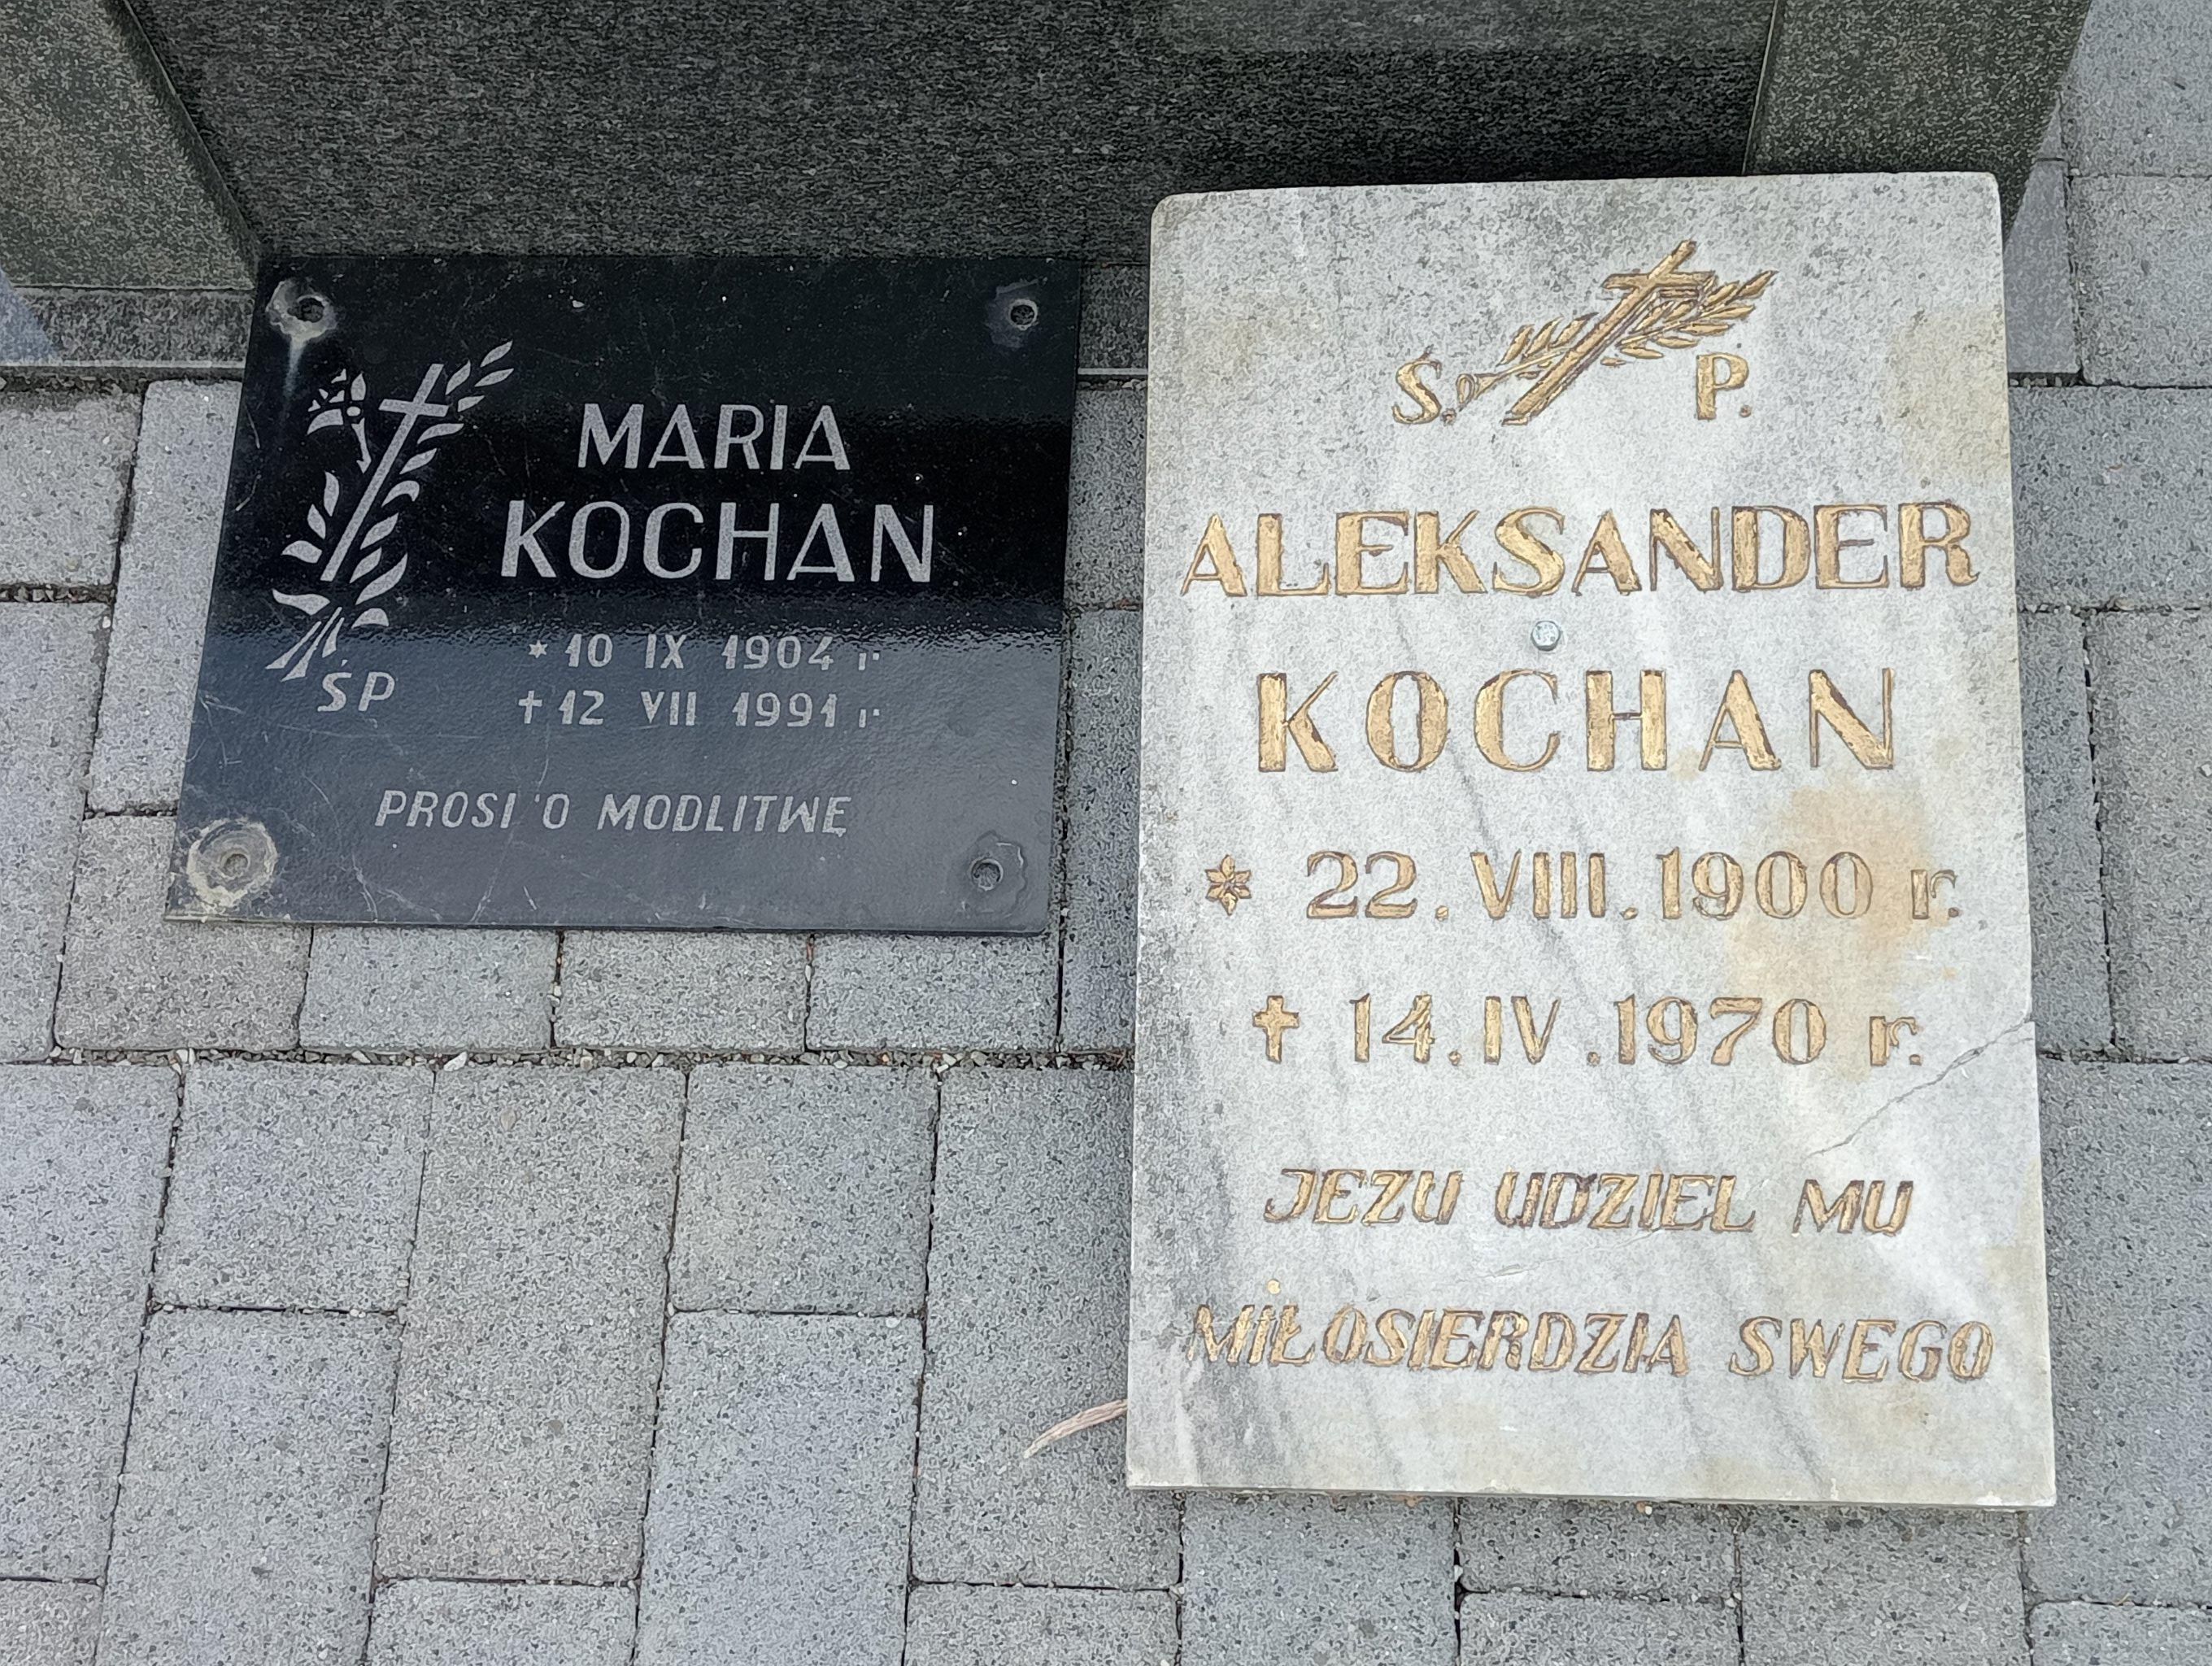 MARIA
KOCHAN
* 10 IX 1904 r.
+ 12 VII 1991 r.
ŚP
PROSI O MODLITWĘ
Ś. P.
ALEKSANDER
KOCHAN
* 22. VIII. 1900 r.
+ 14. IV. 1970 r.
JEZU UDZIEL MU
MIŁOSIERDZIA SWEGO